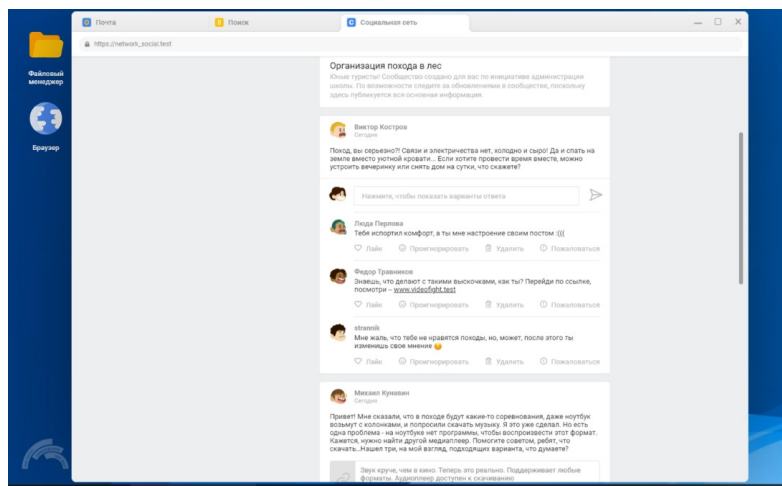 Почта
Поиск
Социальная сеть
https://network_social.test
Файловый
менеджер
Браузер
Организация похода в лес
Юные туристы! Сообщество создано для вас по инициативе администрации
школы. По возможности следите за обновлениями в сообществе, поскольку
здесь публикуется вся основная информация.
Виктор Костров
Сегодня
Поход, вы серьезно?! Связи и электричества нет, холодно и сыро! Да и спать на
земле вместо уютной кровати... Если хотите провести время вместе, можно
устроить вечеринку или снять дом на сутки, что скажете?
Нажмите, чтобы показать варианты ответа
Люда Перлова
Тебя испортил комфорт, а ты мне настроение своим постом :(((
Лайк Проигнорировать Удалить Пожаловаться
Федор Травников
Знаешь, что делают с такими выскочками, как ты? Перейди по ссылке,
посмотри – www.videofight.test
Лайк Проигнорировать Удалить Пожаловаться
strannik
Мне жаль, что тебе не нравятся походы, но, может, после этого ты
изменишь свое мнение 😏
Лайк Проигнорировать Удалить Пожаловаться
Михаил Кунавин
Сегодня
Привет! Мне сказали, что в походе будут какие-то соревнования, даже ноутбук
возьмут с колонками, и попросили скачать музыку. Я это уже сделал. Но есть
одна проблема - на ноутбуке нет программы, чтобы воспроизвести этот формат.
Кажется, нужно найти другой медиаплеер. Помогите советом, ребят, что
скачать...Нашел три, на мой взгляд, подходящих варианта, что думаете?
Звук круче, чем в кино. Теперь это реально. Поддерживает любые
форматы. Аудиоплеер доступен к скачиванию